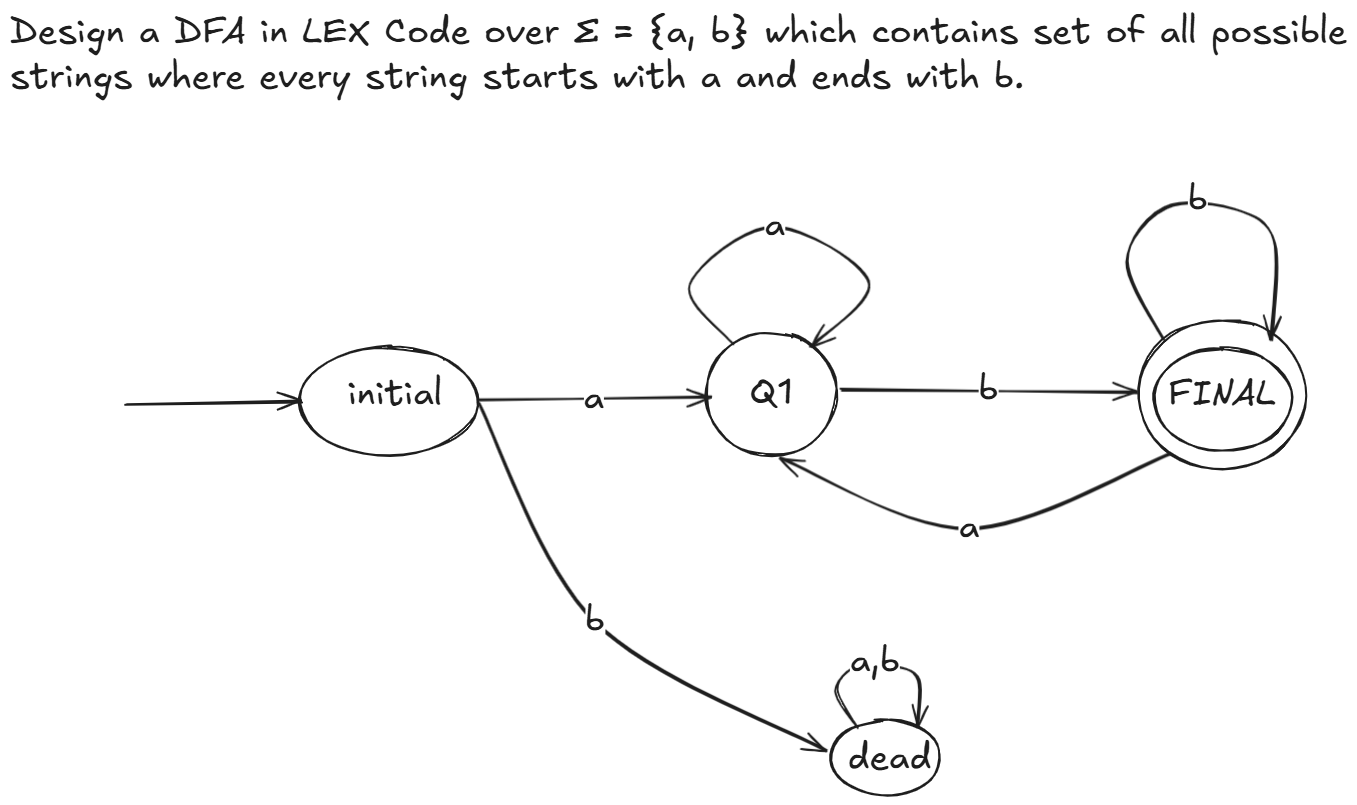 Design a DFA in LEX Code over Σ = {a, b} which contains set of all possible
strings where every string starts with a and ends with b.
b
a
initial
a
Q1
b
FINAL
a
b
a,b
dead